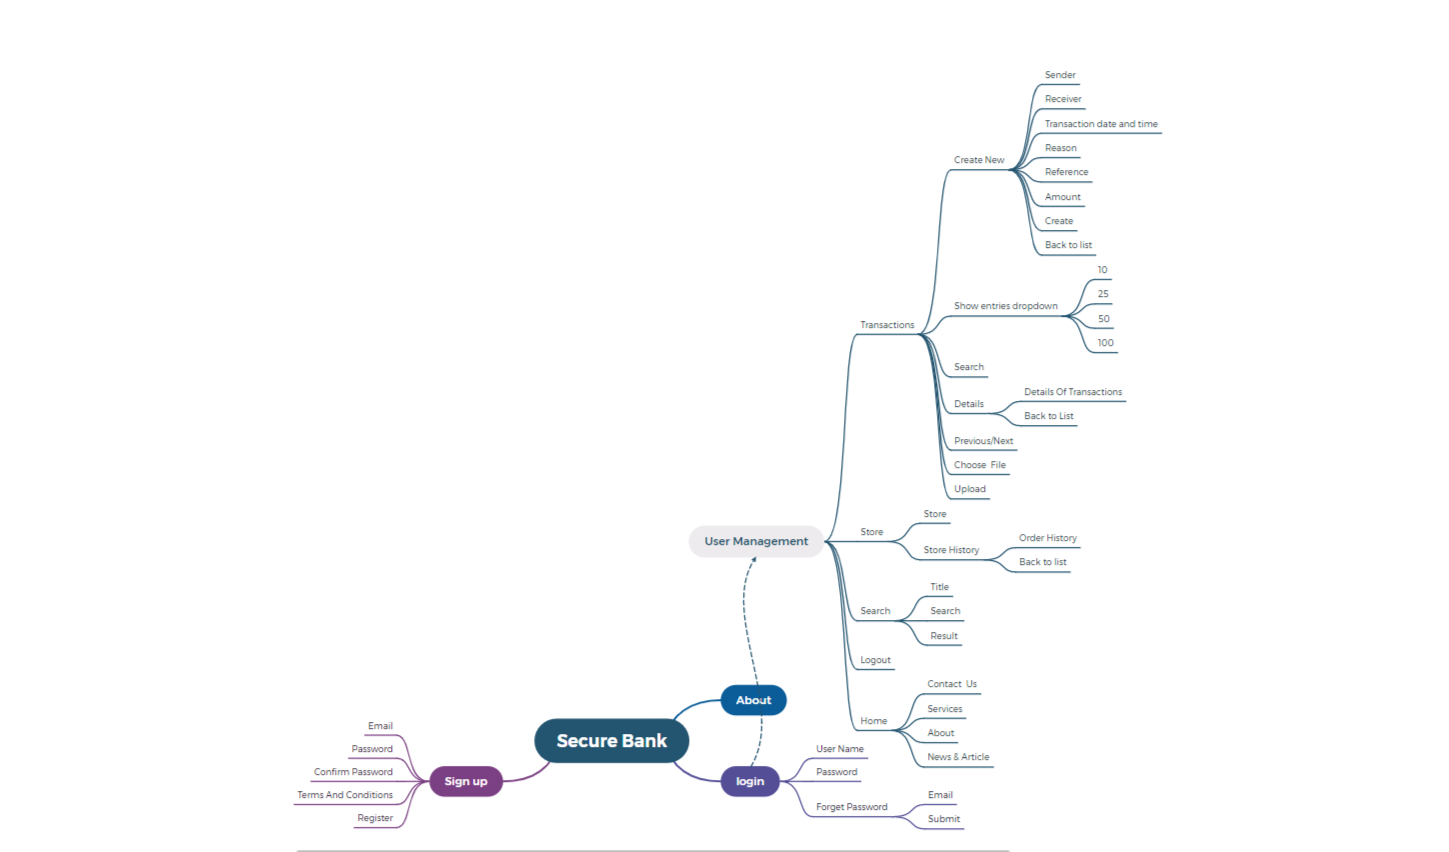 Sender
Receiver
Transaction date and time
Reason
Create New
Reference
Amount
Create
Back to list
10
25
Show entries dropdown
50
Transactions
100
Search
Details Of Transactions
Details
Back to List
Previous/Next
Choose File
Upload
Store
Store
User Management
Order History
Store History
Back to list
Title
Search
Search
Result
Logout
Contact Us
About
Services
Home
Email
About
Secure Bank
User Name
Password
News & Article
Confirm Password
Sign up
login
Password
Terms And Conditions
Email
Forget Password
Register
Submit